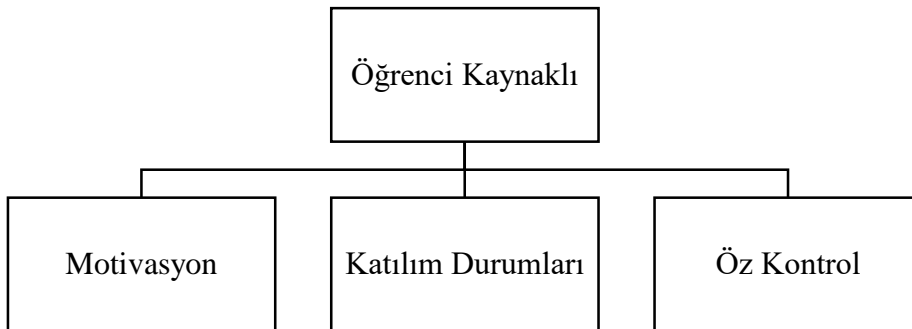 Öğrenci Kaynaklı
Motivasyon
Katılım Durumları
Öz Kontrol